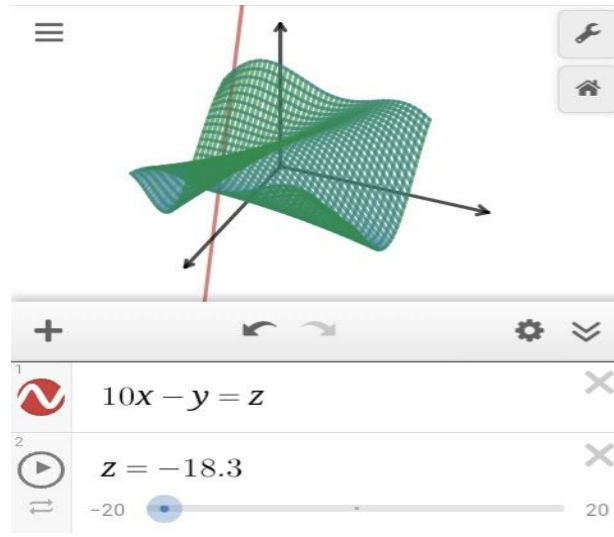 1
10x − y = z
2
z = −18.3
−20 20